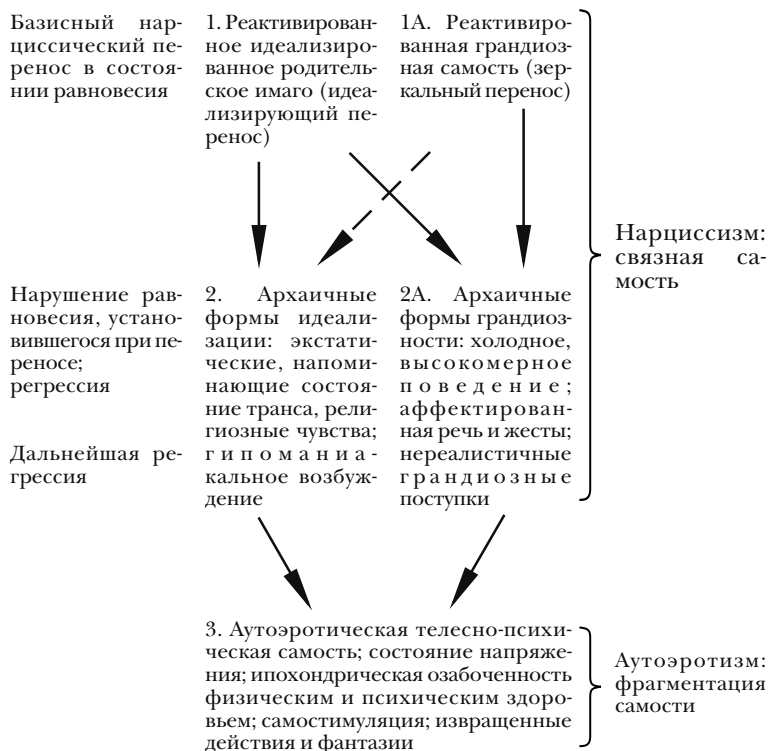 Базисный нар-
циссический пе-
ренос в состоя-
нии равновесия
1. Реактивирован-
ное идеализиро-
ванное родитель-
ское имаго (идеа-
лизирующий пе-
ренос)
1А. Реактивиро-
ванная грандиоз-
ная самость (зер-
кальный перенос)
Нарциссизм:
связная са-
мость
Нарушение рав-
новесия, устано-
вившегося при пе-
реносе;
регрессия
2. Архаичные
формы идеали-
зации: экстати-
ческие, напоми-
нающие состоя-
ние транса, рели-
гиозные чувства;
гипомания-
кальное возбуж-
дение
2А. Архаичные
формы грандиоз-
ности: холодное,
высокомерное
поведение;
аффектирован-
ная речь и жесты;
нереалистичные
грандиозные
поступки
Дальнейшая ре-
грессия
3. Аутоэротическая телесно-психи-
ческая самость; состояние напряже-
ния; ипохондрическая озабоченность
физическим и психическим здоро-
вьем; самостимуляция; извращенные
действия и фантазии
Аутоэротизм:
фрагментация
самости